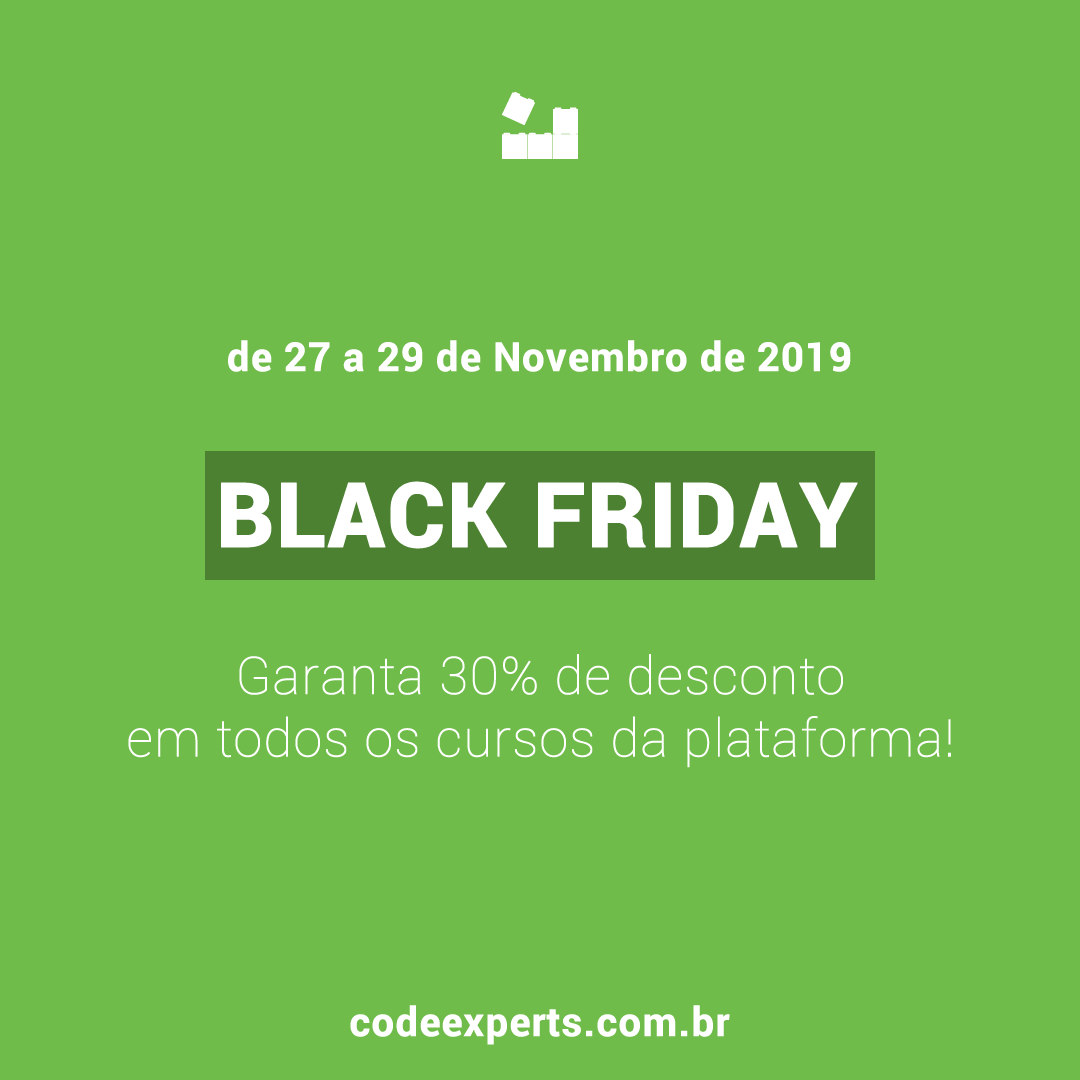 de 27 a 29 de Novembro de 2019
BLACK FRIDAY
Garanta 30% de desconto
em todos os cursos da plataforma!
codeexperts.com.br